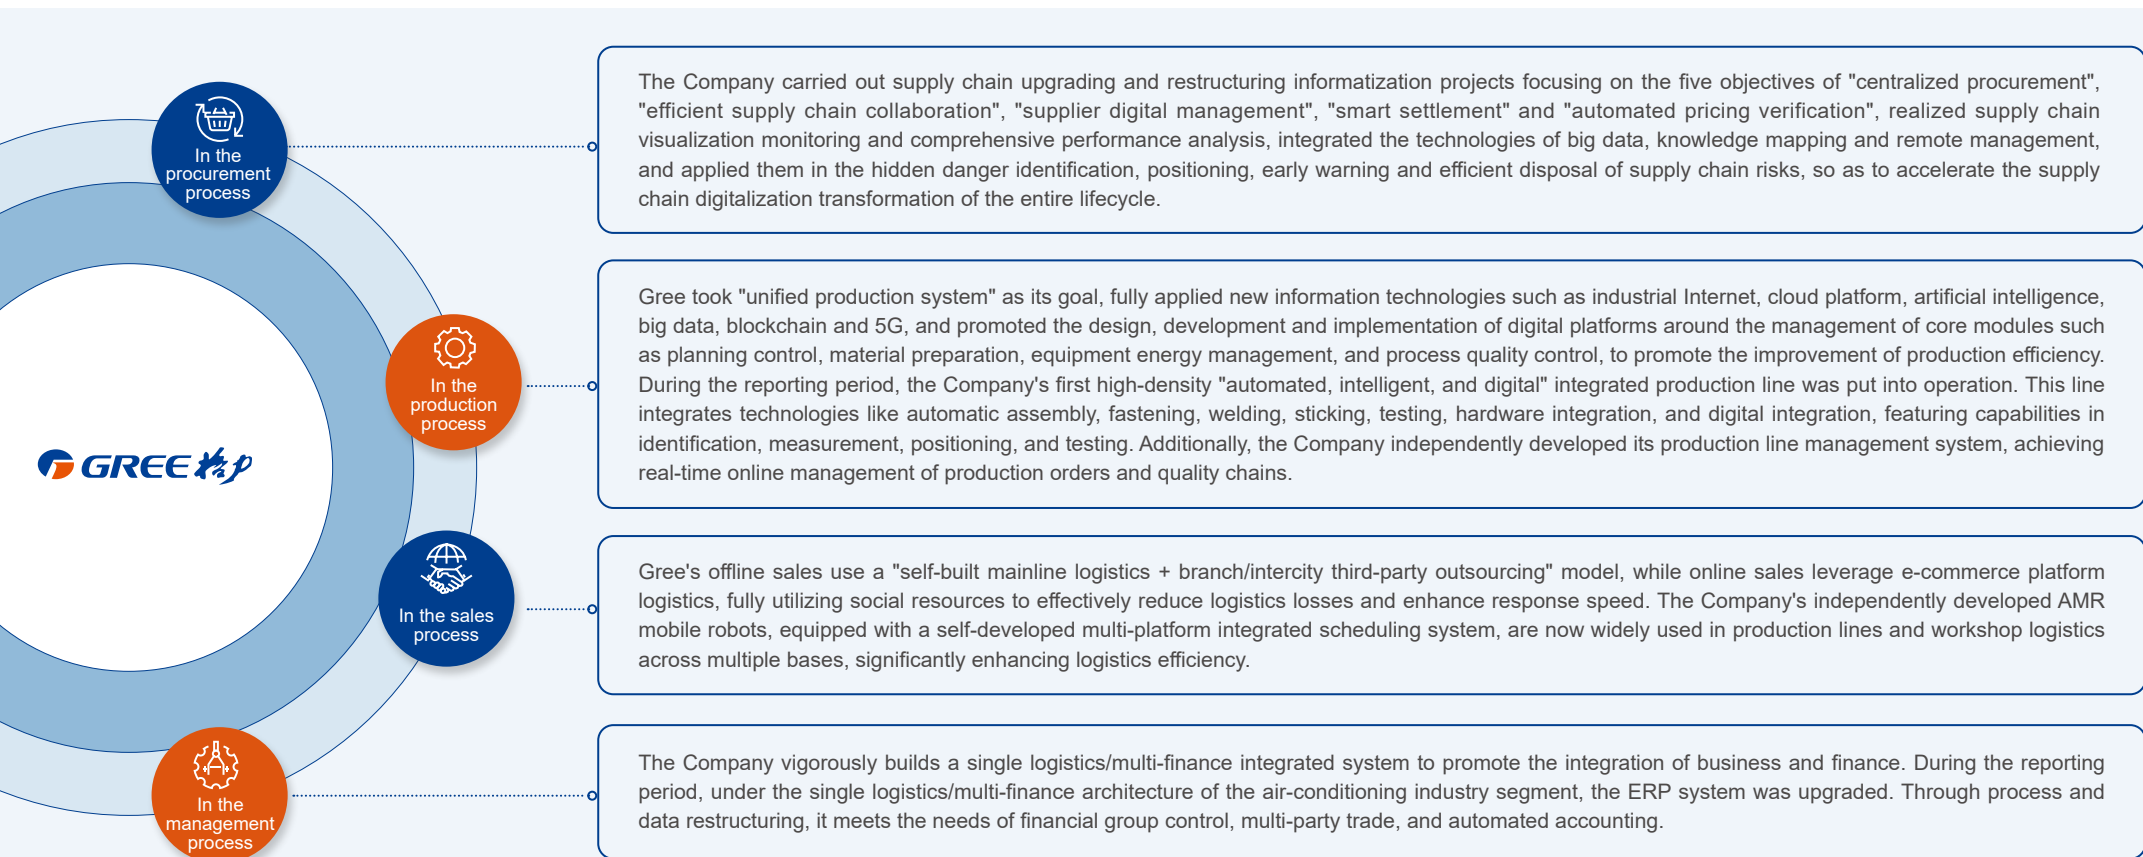 In the
procurement
process
The Company carried out supply chain upgrading and restructuring informatization projects focusing on the five objectives of "centralized procurement",
"efficient supply chain collaboration", "supplier digital management", "smart settlement" and "automated pricing verification", realized supply chain
visualization monitoring and comprehensive performance analysis, integrated the technologies of big data, knowledge mapping and remote management,
and applied them in the hidden danger identification, positioning, early warning and efficient disposal of supply chain risks, so as to accelerate the supply
chain digitalization transformation of the entire lifecycle.
In the
production
process
Gree took "unified production system" as its goal, fully applied new information technologies such as industrial Internet, cloud platform, artificial intelligence,
big data, blockchain and 5G, and promoted the design, development and implementation of digital platforms around the management of core modules such
as planning control, material preparation, equipment energy management, and process quality control, to promote the improvement of production efficiency.
During the reporting period, the Company's first high-density "automated, intelligent, and digital" integrated production line was put into operation. This line
integrates technologies like automatic assembly, fastening, welding, sticking, testing, hardware integration, and digital integration, featuring capabilities in
identification, measurement, positioning, and testing. Additionally, the Company independently developed its production line management system, achieving
real-time online management of production orders and quality chains.
GREE 格力
In the sales
process
Gree's offline sales use a "self-built mainline logistics + branch/intercity third-party outsourcing" model, while online sales leverage e-commerce platform
logistics, fully utilizing social resources to effectively reduce logistics losses and enhance response speed. The Company's independently developed AMR
mobile robots, equipped with a self-developed multi-platform integrated scheduling system, are now widely used in production lines and workshop logistics
across multiple bases, significantly enhancing logistics efficiency.
In the
management
process
The Company vigorously builds a single logistics/multi-finance integrated system to promote the integration of business and finance. During the reporting
period, under the single logistics/multi-finance architecture of the air-conditioning industry segment, the ERP system was upgraded. Through process and
data restructuring, it meets the needs of financial group control, multi-party trade, and automated accounting.